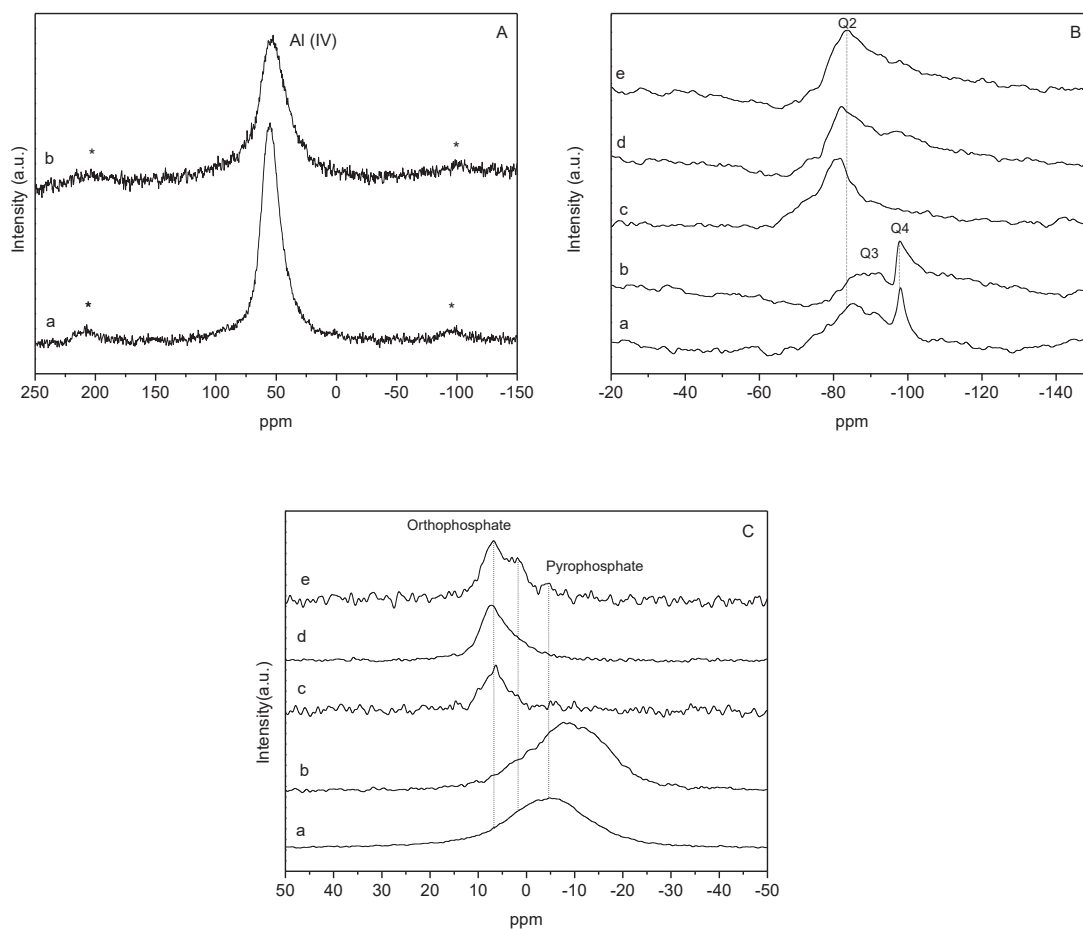 A
Al (IV)
b
*
*
a
*
*
Intensity (a.u.)
250 200 150 100 50 0 -50 -100 -150
ppm
B
Q2
e
d
c
Q4
Q3
b
a
Intensity (a.u.)
-20 -40 -60 -80 -100 -120 -140
ppm
C
Orthophosphate
Pyrophosphate
e
d
c
b
a
Intensity(a.u.)
50 40 30 20 10 0 -10 -20 -30 -40 -50
ppm